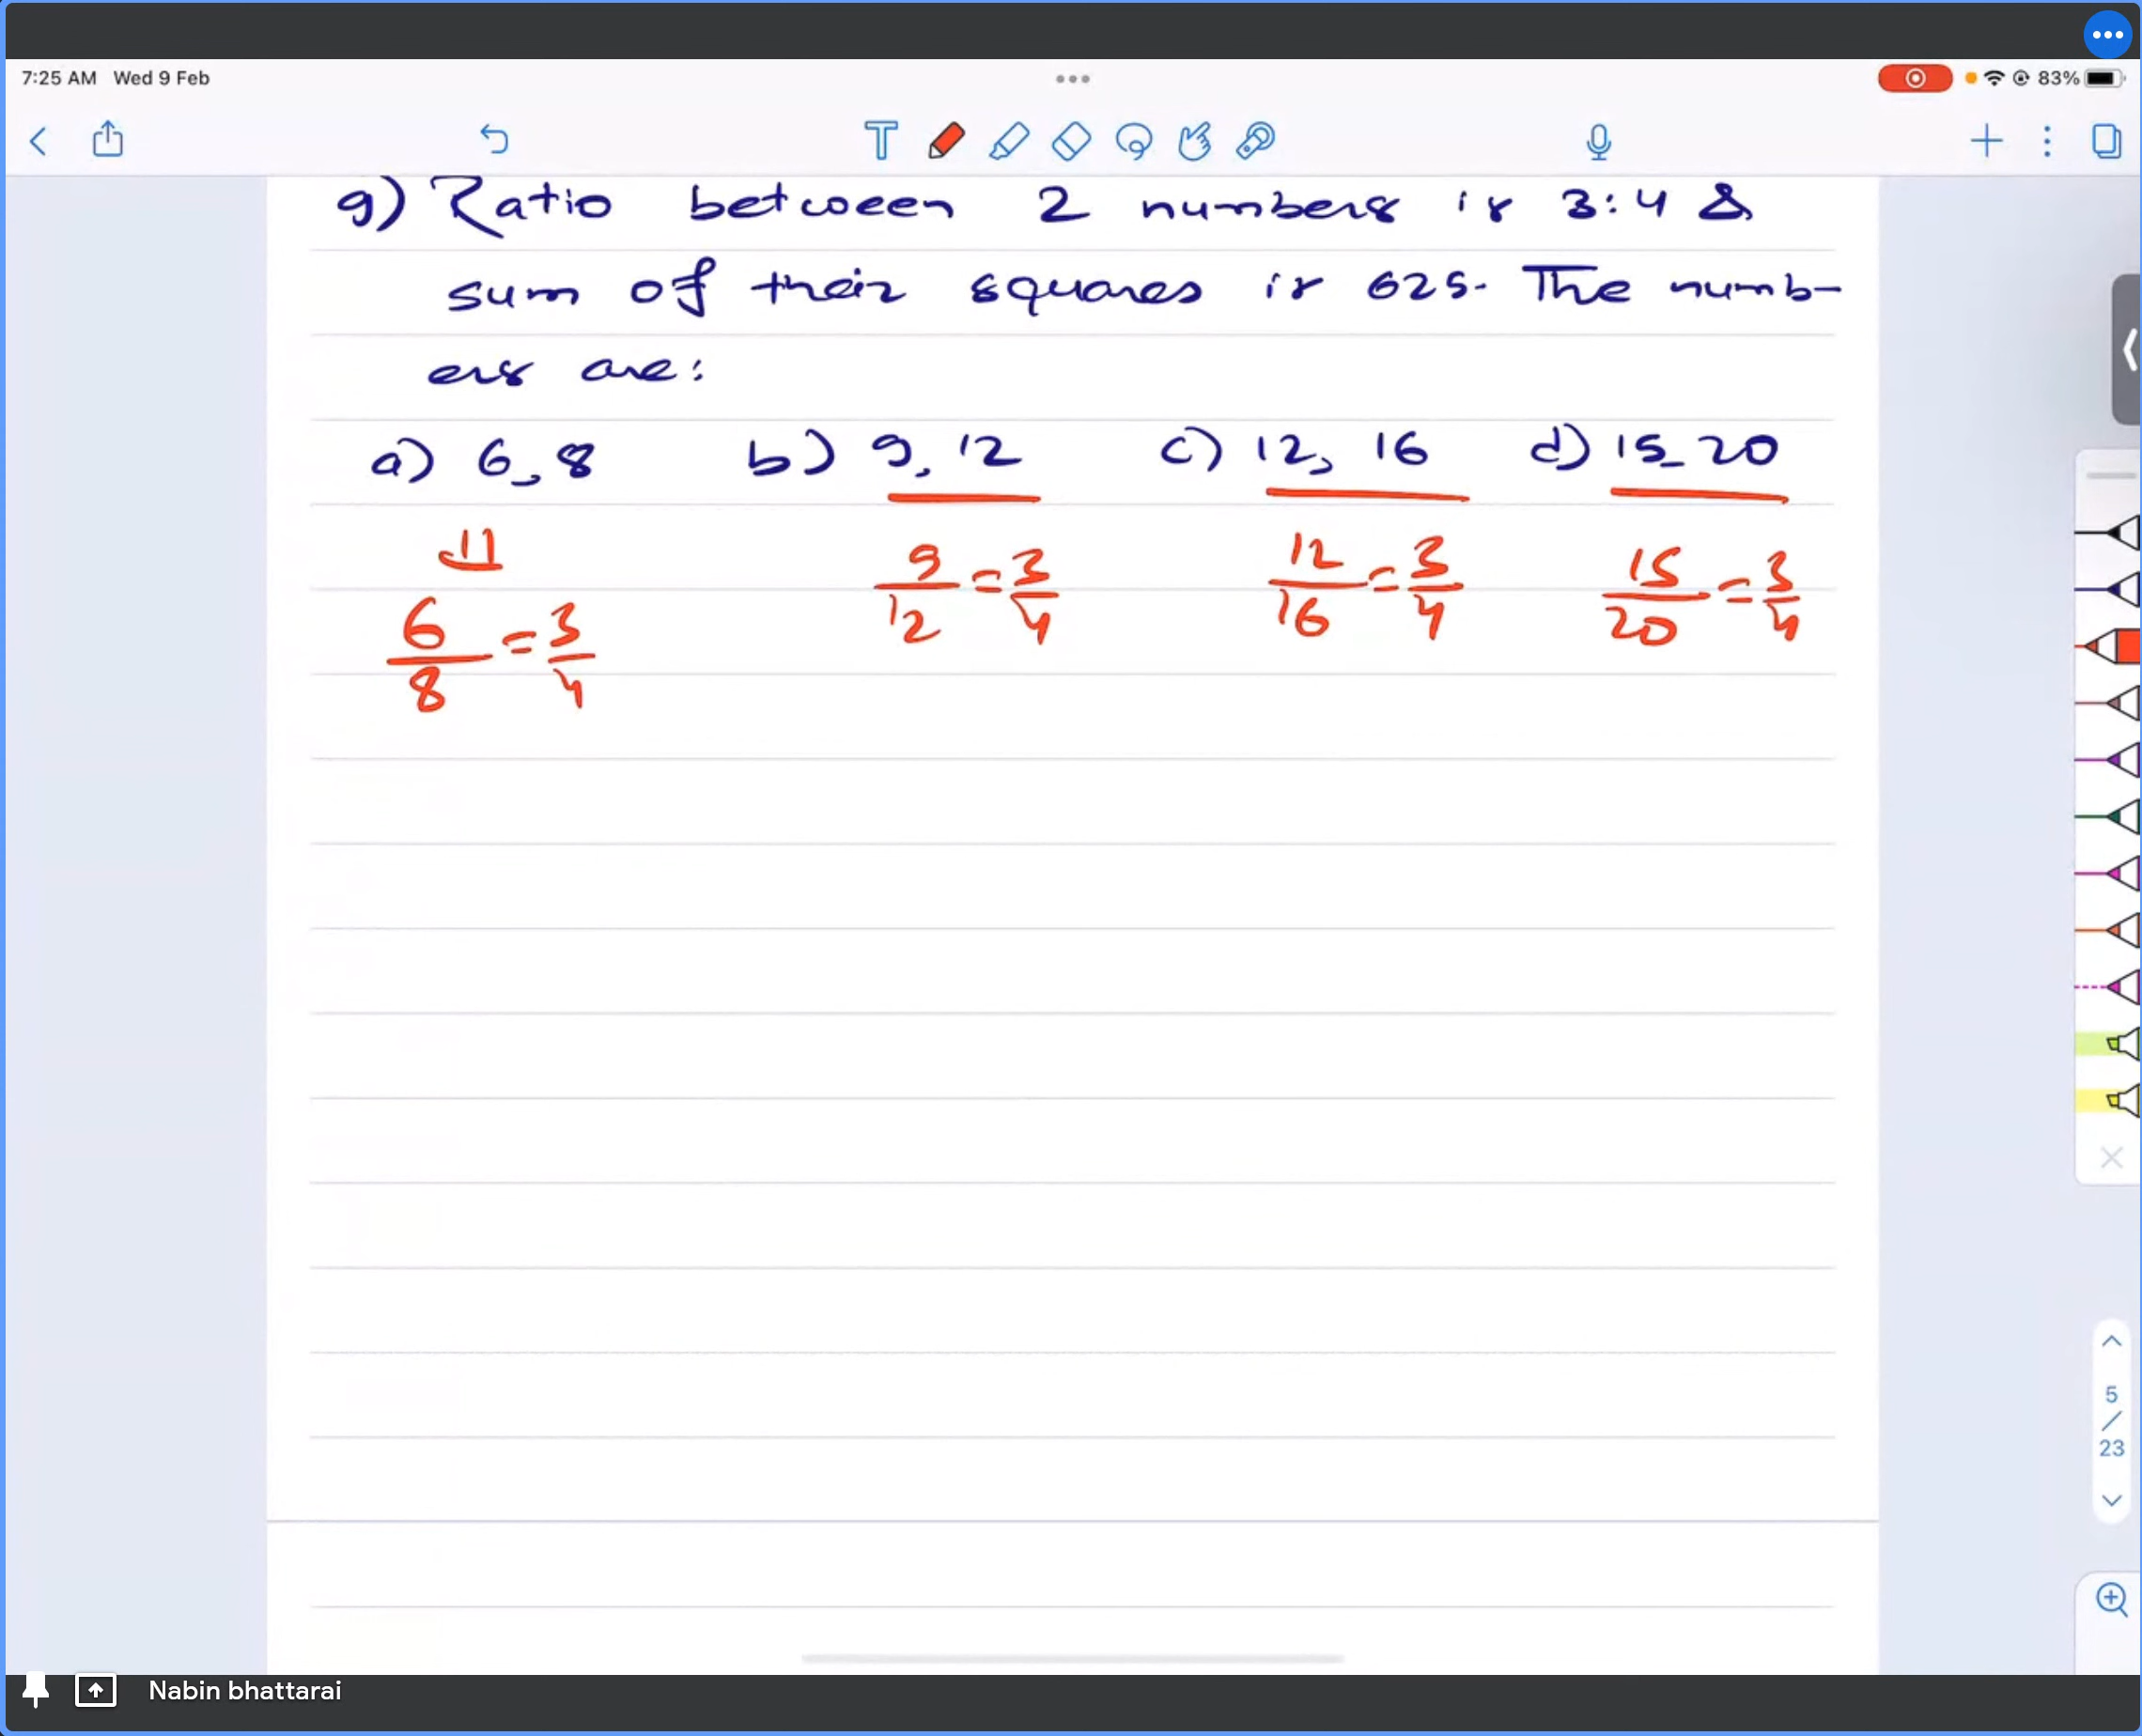 7:25 AM Wed 9 Feb
83%
T
g) Ratio between 2 numbers is 3:4 &
sum of their squares is 625. The numb-
ers are:
a) 6, 8 b) 9, 12 c) 12, 16 d) 15, 20
6/8 = 3/4 9/12 = 3/4 12/16 = 3/4 15/20 = 3/4
5
/
23
Nabin bhattarai